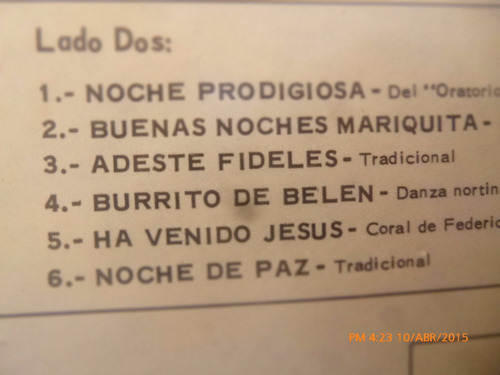 Lado Dos:
1.- NOCHE PRODIGIOSA - Del "Oratorio
2.- BUENAS NOCHES MARIQUITA -
3.- ADESTE FIDELES - Tradicional
4.- BURRITO DE BELEN - Danza nortin
5.- HA VENIDO JESUS - Coral de Federic
6.- NOCHE DE PAZ - Tradicional
PM 4:23 10/ABR/2015